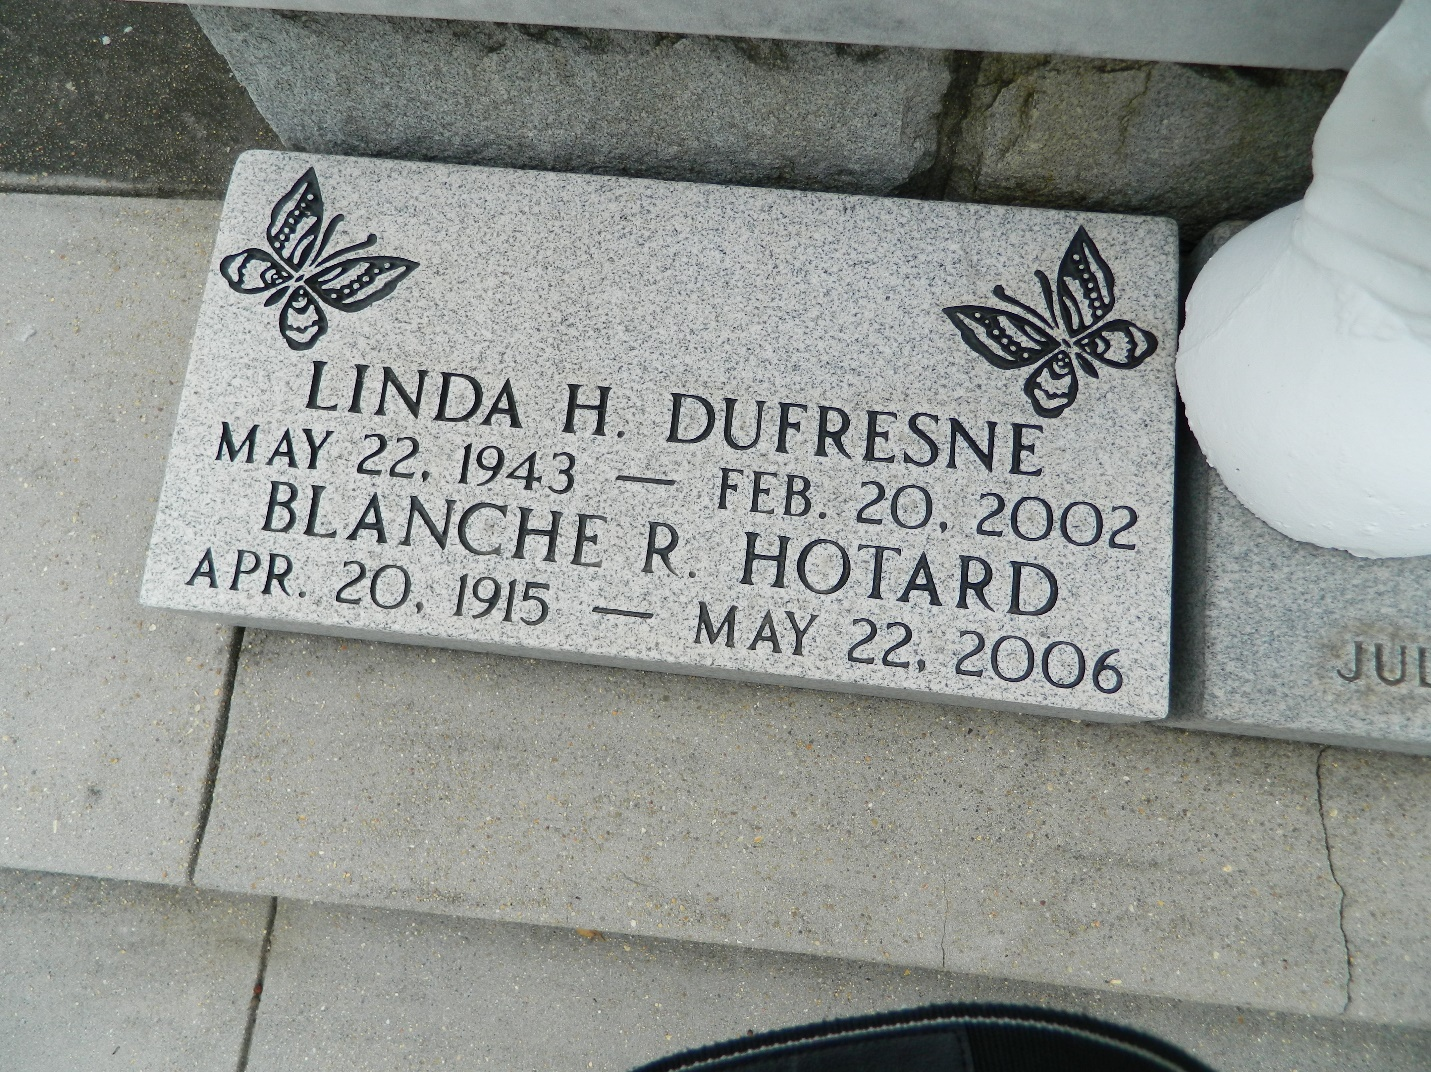 LINDA H. DUFRESNE
MAY 22, 1943 — FEB. 20, 2002
BLANCHE R. HOTARD
APR. 20, 1915 — MAY 22, 2006